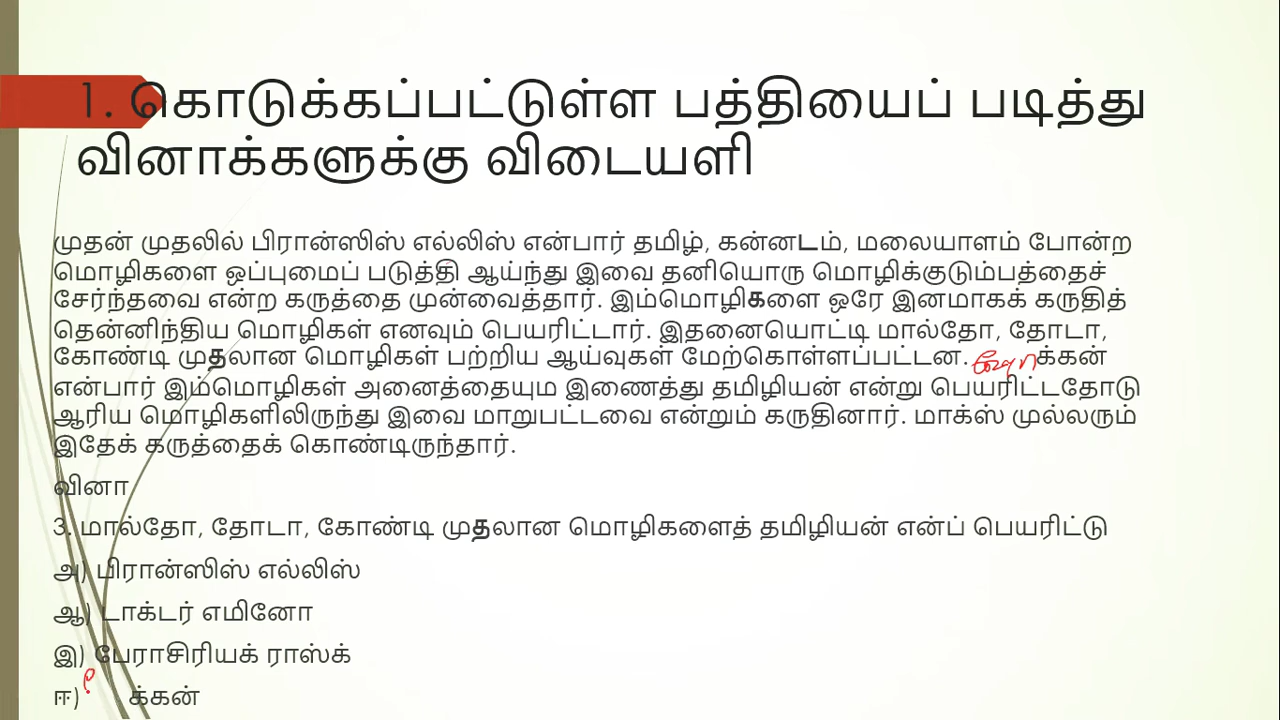 1. கொடுக்கப்பட்டுள்ள பத்தியைப் படித்து
வினாக்களுக்கு விடையளி
முதன் முதலில் பிரான்ஸிஸ் எல்லிஸ் என்பார் தமிழ், கன்னடம், மலையாளம் போன்ற
மொழிகளை ஒப்புமைப் படுத்தி ஆய்ந்து இவை தனியொரு மொழிக்குடும்பத்தைச்
சேர்ந்தவை என்ற கருத்தை முன்வைத்தார். இம்மொழிகளை ஒரே இனமாகக் கருதித்
தென்னிந்திய மொழிகள் எனவும் பெயரிட்டார். இதனையொட்டி மால்தோ, தோடா,
கோண்டி முதலான மொழிகள் பற்றிய ஆய்வுகள் மேற்கொள்ளப்பட்டன. க்கன்
என்பார் இம்மொழிகள் அனைத்தையும இணைத்து தமிழியன் என்று பெயரிட்டதோடு
ஆரிய மொழிகளிலிருந்து இவை மாறுபட்டவை என்றும் கருதினார். மாக்ஸ் முல்லரும்
இதேக் கருத்தைக் கொண்டிருந்தார்.
வினா
3. மால்தோ, தோடா, கோண்டி முதலான மொழிகளைத் தமிழியன் என்ப் பெயரிட்டு
அ) பிரான்ஸிஸ் எல்லிஸ்
ஆ) டாக்டர் எமினோ
இ) பேராசிரியக் ராஸ்க்
ஈ) க்கன்